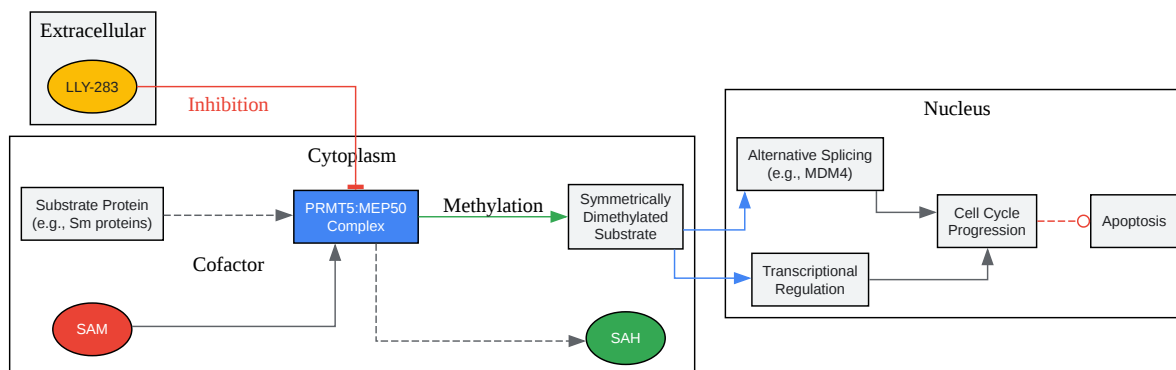 Extracellular
LLY-283
Inhibition
Cytoplasm
Substrate Protein
(e.g., Sm proteins)
PRMT5:MEP50
Complex
Methylation
Symmetrically
Dimethylated
Substrate
Cofactor
SAM
SAH
Nucleus
Alternative Splicing
(e.g., MDM4)
Cell Cycle
Progression
Apoptosis
Transcriptional
Regulation